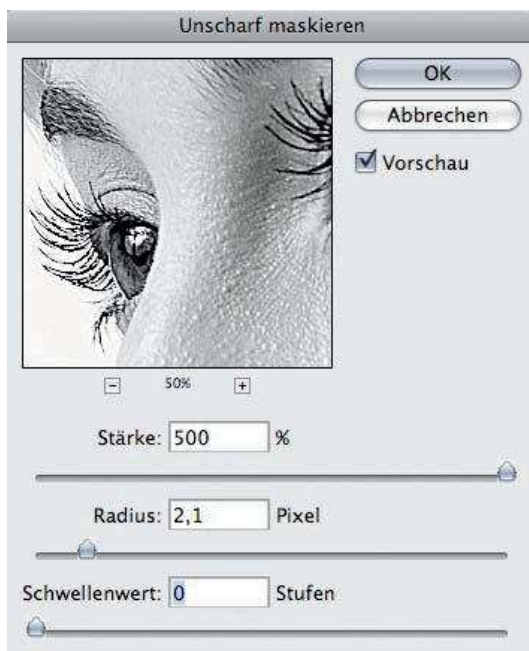 Unscharf maskieren
OK
Abbrechen
Vorschau
50%
Stärke: 500 %
Radius: 2,1 Pixel
Schwellenwert: 0 Stufen